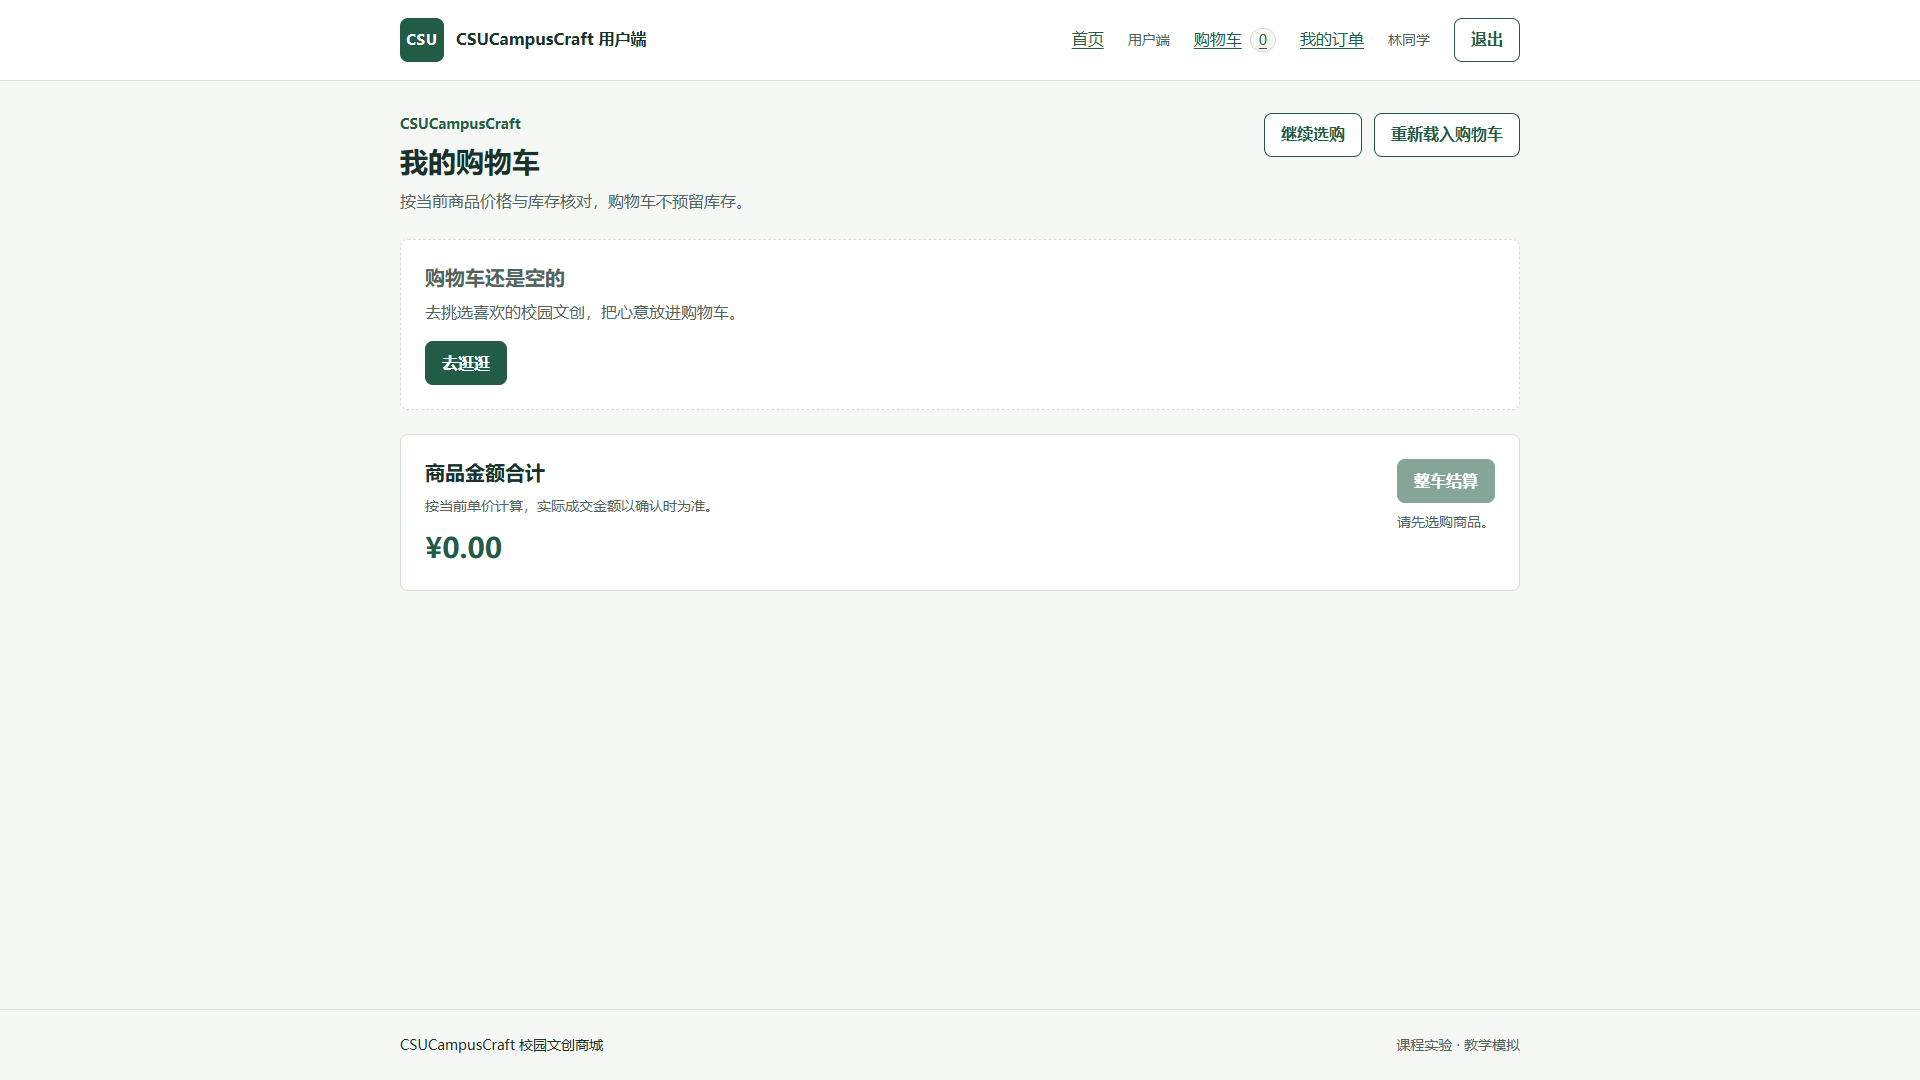 CSU CSUCampusCraft 用户端 首页 用户端 购物车 0 我的订单 林同学 退出
CSUCampusCraft
我的购物车
按当前商品价格与库存核对，购物车不预留库存。
继续选购 重新载入购物车
购物车还是空的
去挑选喜欢的校园文创，把心意放进购物车。
去逛逛
商品金额合计
按当前单价计算，实际成交金额以确认时为准。
¥0.00
整车结算
请先选购商品。
CSUCampusCraft 校园文创商城 课程实验 · 教学模拟